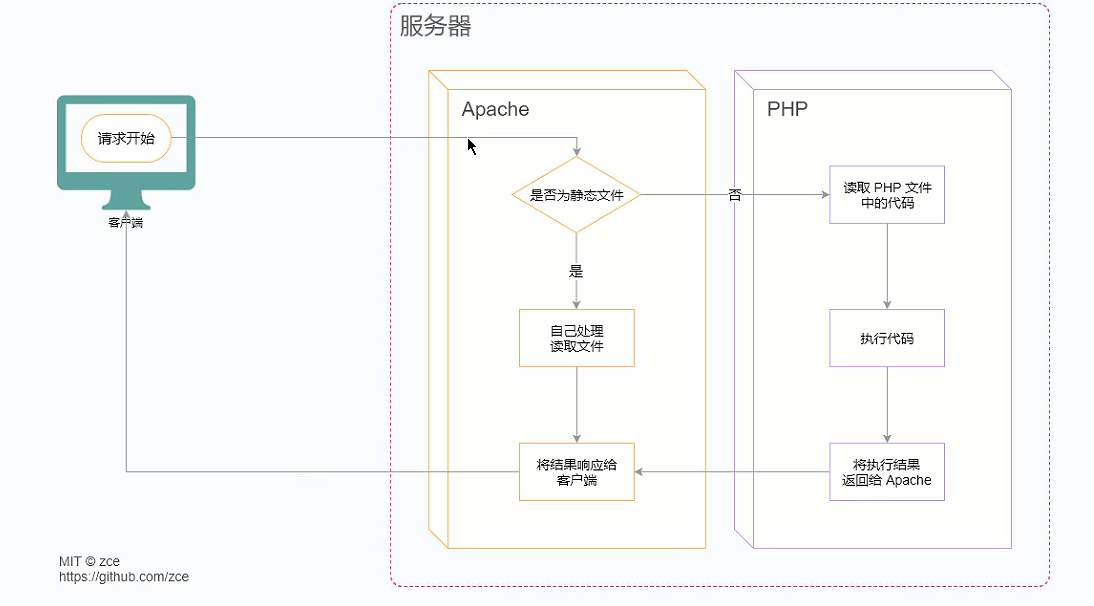 服务器
Apache
PHP
请求开始
客户端
是否为静态文件
否
读取 PHP 文件
中的代码
是
自己处理
读取文件
执行代码
将结果响应给
客户端
将执行结果
返回给 Apache
MIT © zce
https://github.com/zce